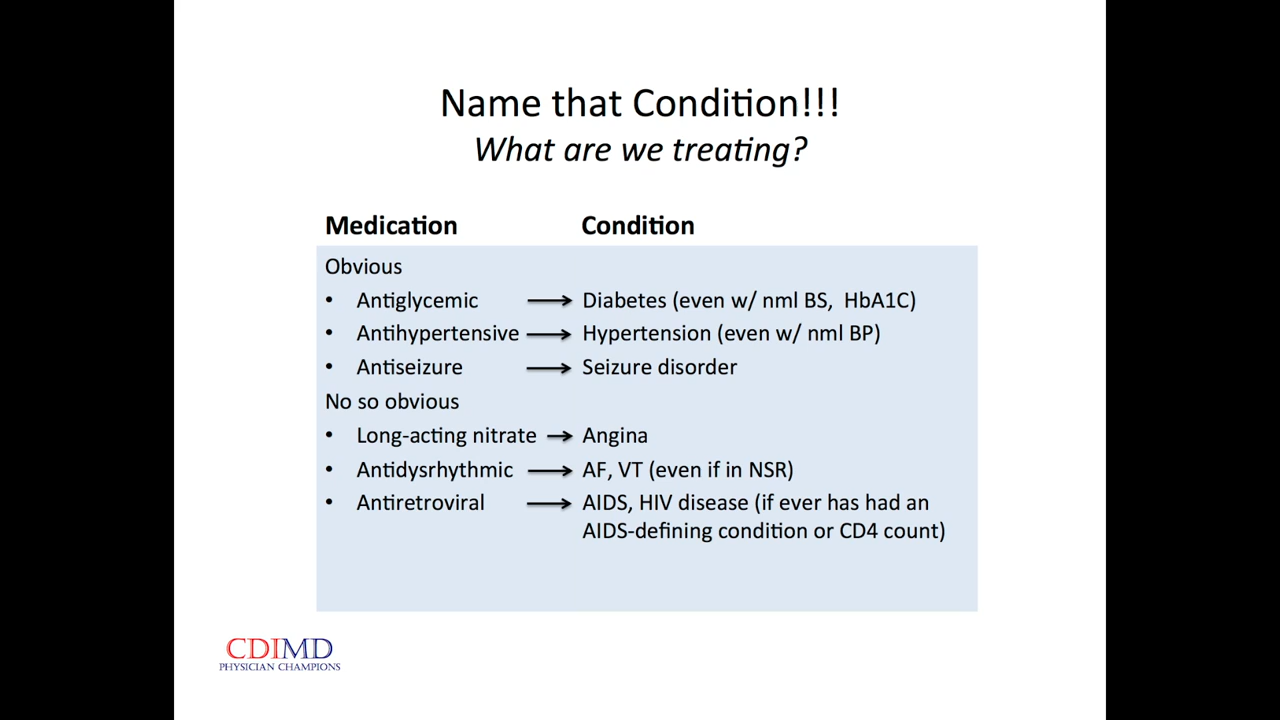 Name that Condition!!!
What are we treating?
Medication Condition
Obvious
• Antiglycemic → Diabetes (even w/ nml BS, HbA1C)
• Antihypertensive → Hypertension (even w/ nml BP)
• Antiseizure → Seizure disorder
No so obvious
• Long-acting nitrate → Angina
• Antidysrhythmic → AF, VT (even if in NSR)
• Antiretroviral → AIDS, HIV disease (if ever has had an
AIDS-defining condition or CD4 count)
CDIMD
PHYSICIAN CHAMPIONS